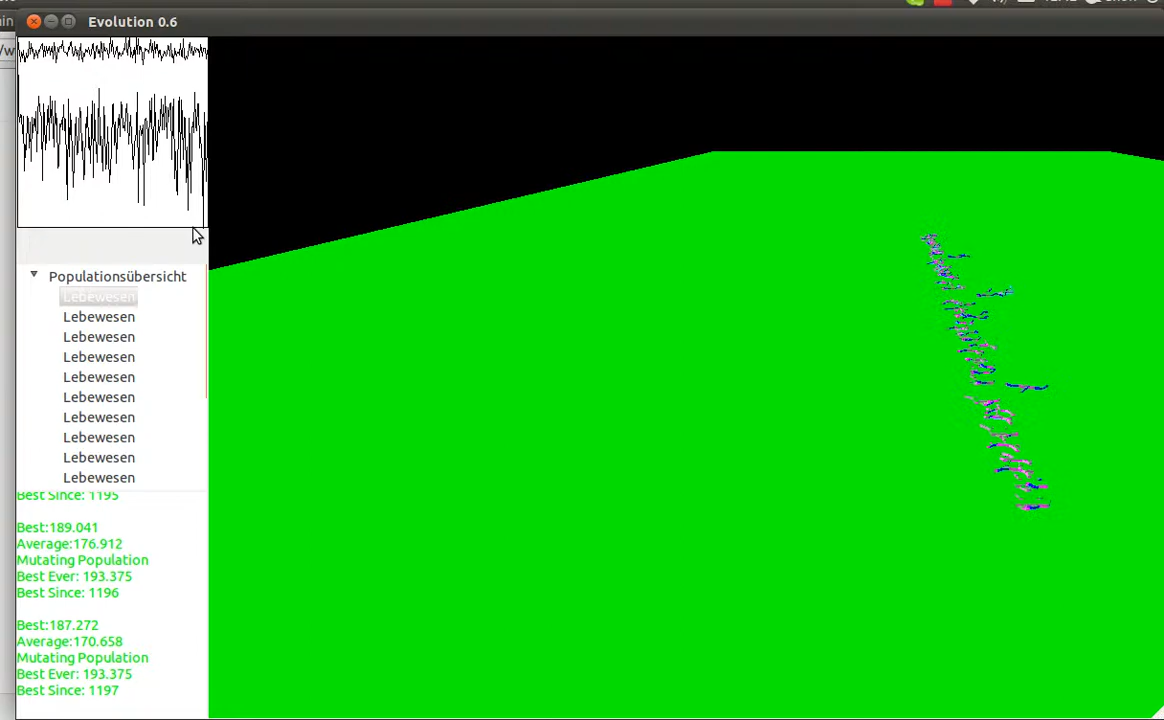 Evolution 0.6
Populationsübersicht
Lebewesen
Lebewesen
Lebewesen
Lebewesen
Lebewesen
Lebewesen
Lebewesen
Lebewesen
Lebewesen
Lebewesen
Best Since: 1195
Best:189.041
Average:176.912
Mutating Population
Best Ever: 193.375
Best Since: 1196
Best:187.272
Average:170.658
Mutating Population
Best Ever: 193.375
Best Since: 1197